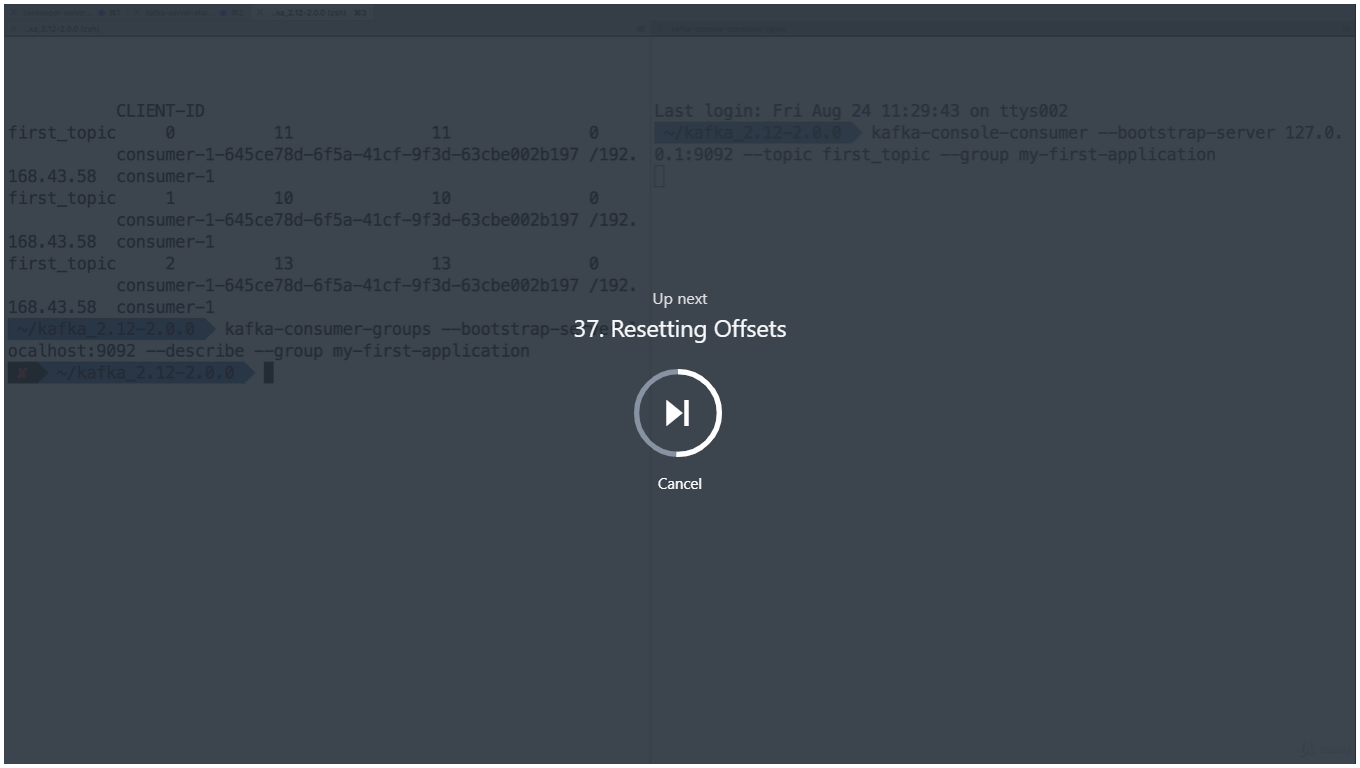 CLIENT-ID
first_topic 0 11 11 0
consumer-1-645ce78d-6f5a-41cf-9f3d-63cbe002b197 /192.
168.43.58 consumer-1
first_topic 1 10 10 0
consumer-1-645ce78d-6f5a-41cf-9f3d-63cbe002b197 /192.
168.43.58 consumer-1
first_topic 2 13 13 0
consumer-1-645ce78d-6f5a-41cf-9f3d-63cbe002b197 /192.
168.43.58 consumer-1
~/kafka_2.12-2.0.0 kafka-consumer-groups --bootstrap-se
ocalhost:9092 --describe --group my-first-application
✘ ~/kafka_2.12-2.0.0
Last login: Fri Aug 24 11:29:43 on ttys002
~/kafka_2.12-2.0.0 kafka-console-consumer --bootstrap-server 127.0.
0.1:9092 --topic first_topic --group my-first-application
Up next
37. Resetting Offsets
Cancel